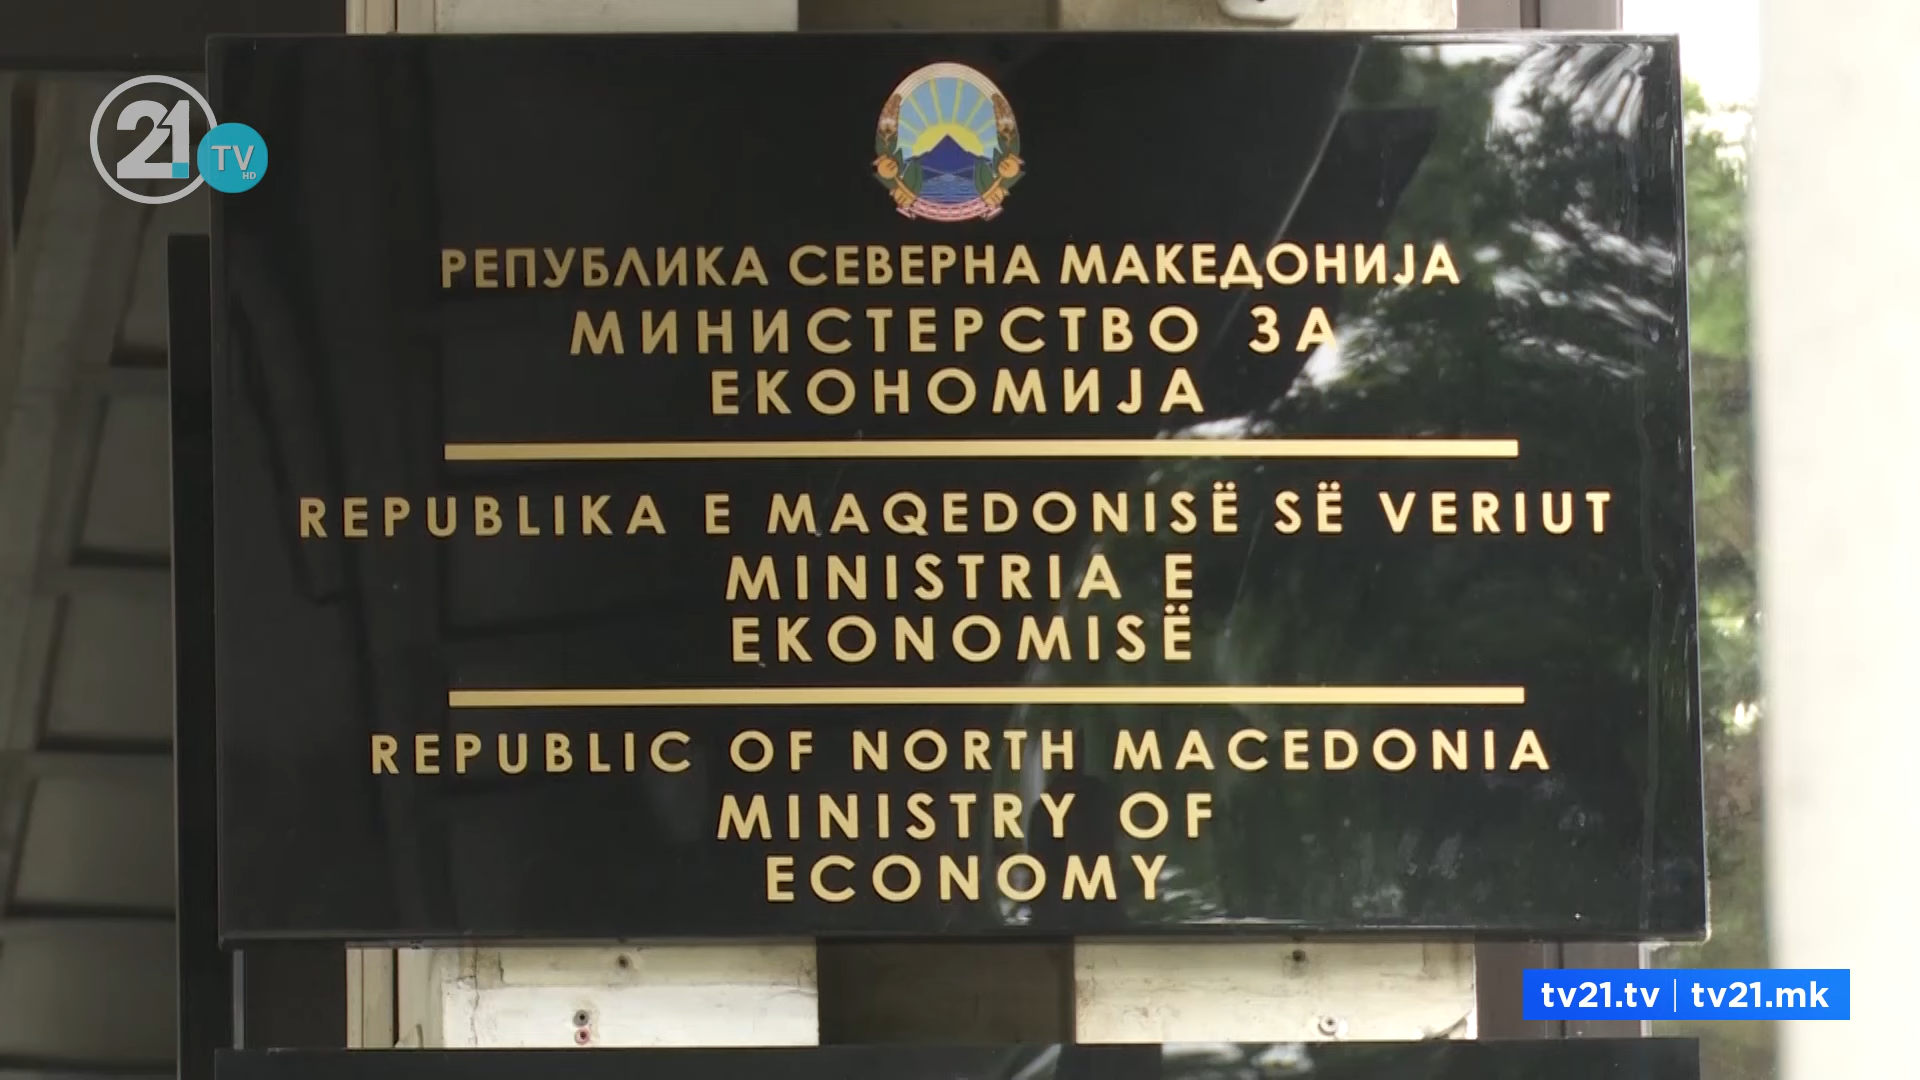 21 TV HD
РЕПУБЛИКА СЕВЕРНА МАКЕДОНИЈА
МИНИСТЕРСТВО ЗА
ЕКОНОМИЈА
REPUBLIKA E MAQEDONISË SË VERIUT
MINISTRIA E
EKONOMISË
REPUBLIC OF NORTH MACEDONIA
MINISTRY OF
ECONOMY
tv21.tv | tv21.mk